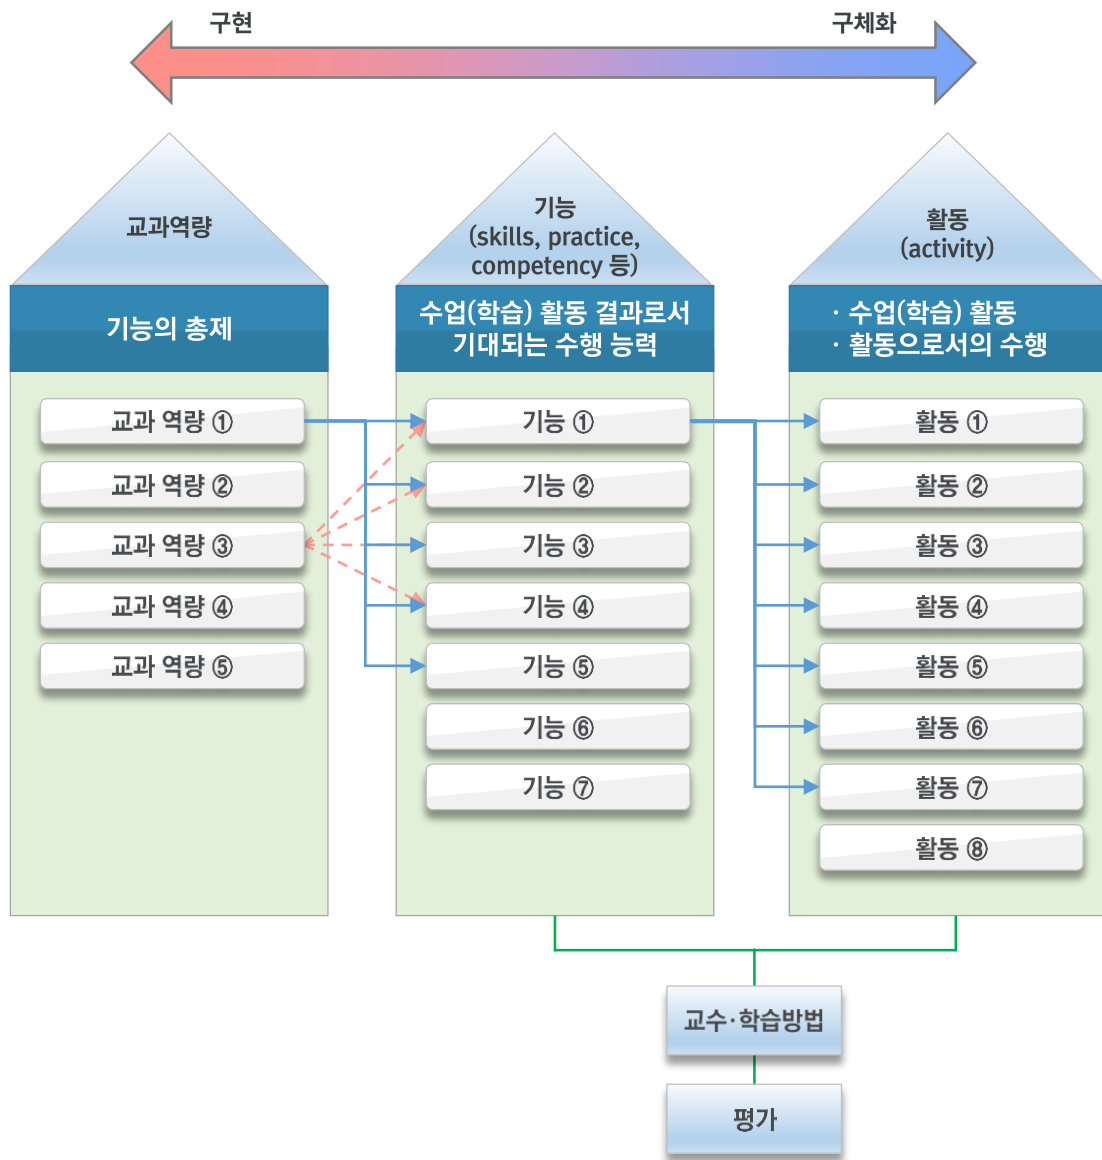 구현
구체화
교과역량
기능의 총제
교과 역량 ①
교과 역량 ②
교과 역량 ③
교과 역량 ④
교과 역량 ⑤
기능
(skills, practice,
competency 등)
수업(학습) 활동 결과로서
기대되는 수행 능력
기능 ①
기능 ②
기능 ③
기능 ④
기능 ⑤
기능 ⑥
기능 ⑦
활동
(activity)
· 수업(학습) 활동
· 활동으로서의 수행
활동 ①
활동 ②
활동 ③
활동 ④
활동 ⑤
활동 ⑥
활동 ⑦
활동 ⑧
교수·학습방법
평가